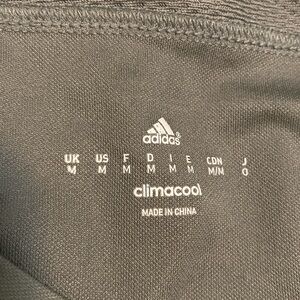 adidas
UK US F D I E CDN J
M M M M M M M/M O
climacool
MADE IN CHINA